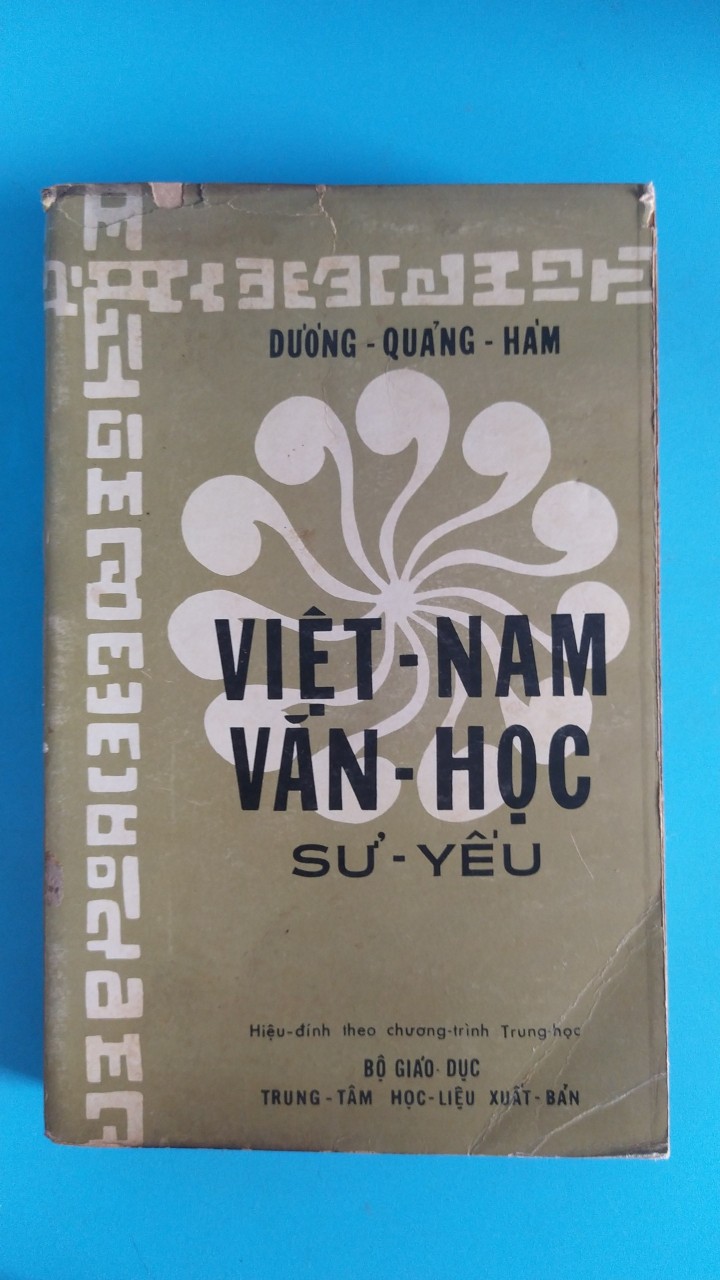 DƯƠNG - QUẢNG - HÀM
VIỆT - NAM
VĂN - HỌC
SỬ - YẾU
Hiệu-đính theo chương-trình Trung-học
BỘ GIÁO DỤC
TRUNG - TÂM HỌC - LIỆU XUẤT - BẢN